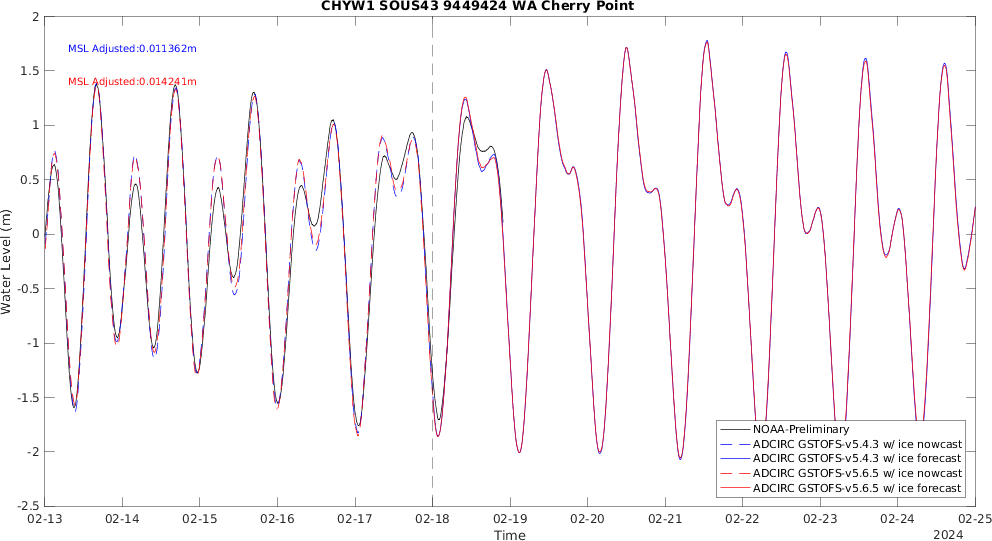 CHYW1 SOUS43 9449424 WA Cherry Point
MSL Adjusted:0.011362m
MSL Adjusted:0.014241m
Water Level (m)
2
1.5
1
0.5
0
-0.5
-1
-1.5
-2
-2.5
NOAA-Preliminary
ADCIRC GSTOFS-v5.4.3 w/ ice nowcast
ADCIRC GSTOFS-v5.4.3 w/ ice forecast
ADCIRC GSTOFS-v5.6.5 w/ ice nowcast
ADCIRC GSTOFS-v5.6.5 w/ ice forecast
02-13 02-14 02-15 02-16 02-17 02-18 02-19 02-20 02-21 02-22 02-23 02-24 02-25
Time
2024